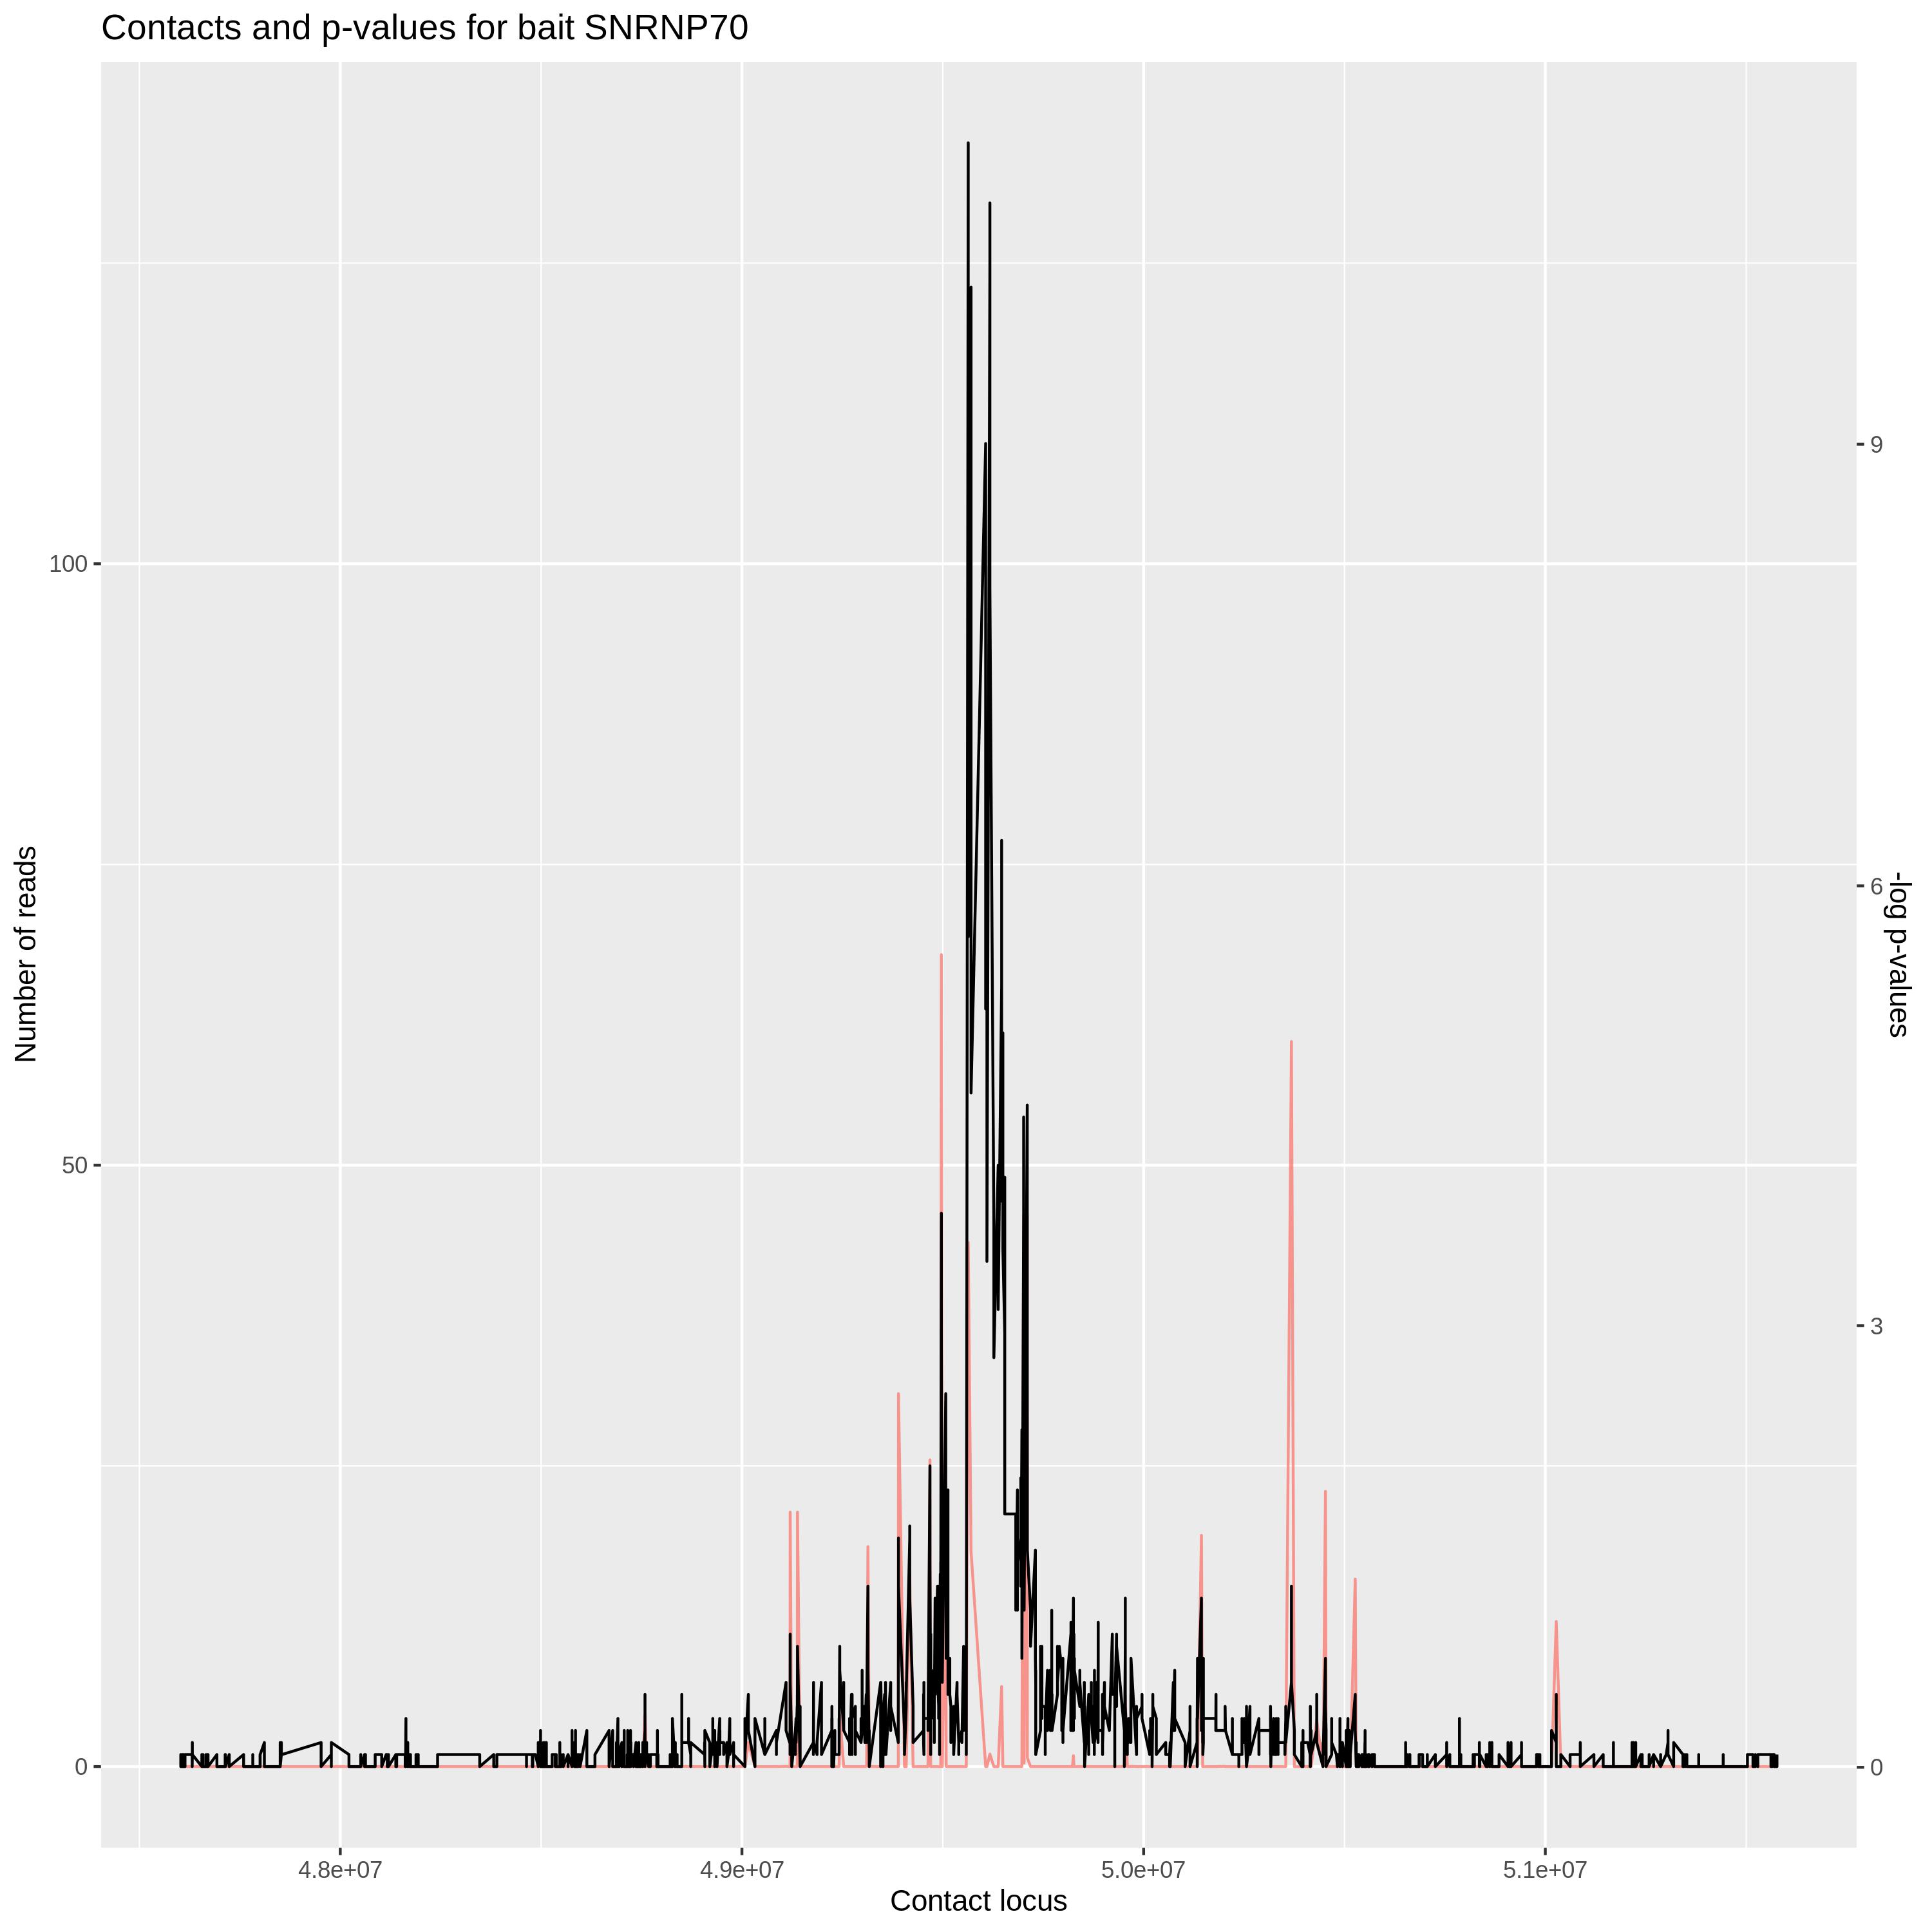 Contacts and p-values for bait SNRNP70
Number of reads
100
50
0
9
6
3
0
-log p-values
4.8e+07
4.9e+07
5.0e+07
5.1e+07
Contact locus